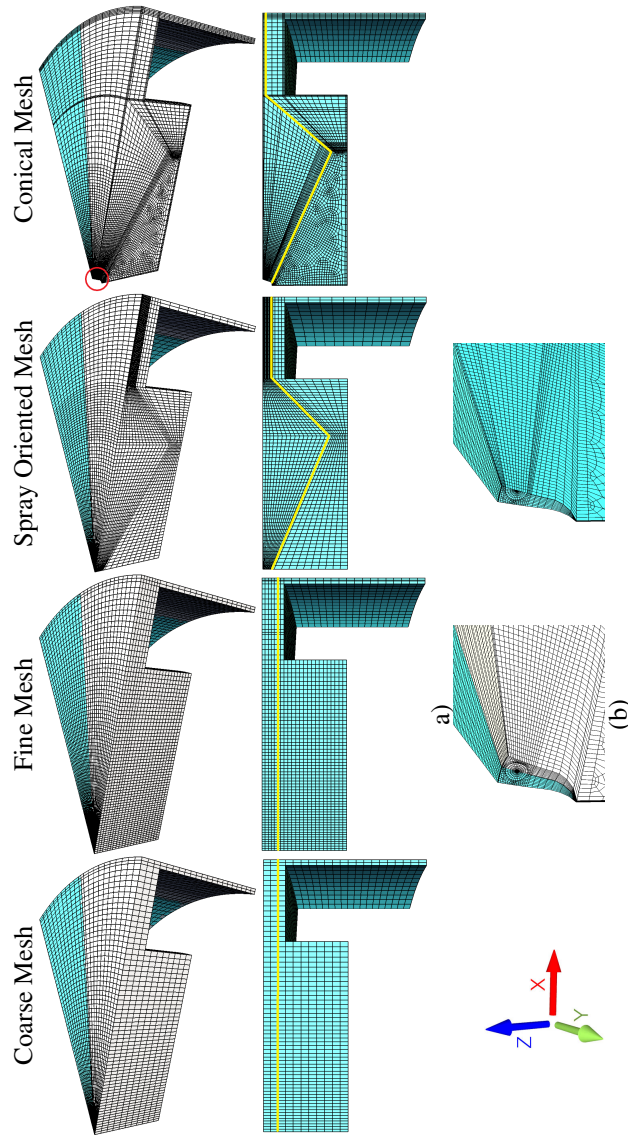 Coarse Mesh
Fine Mesh
Spray Oriented Mesh
Conical Mesh
a)
Z
X
Y
(b)